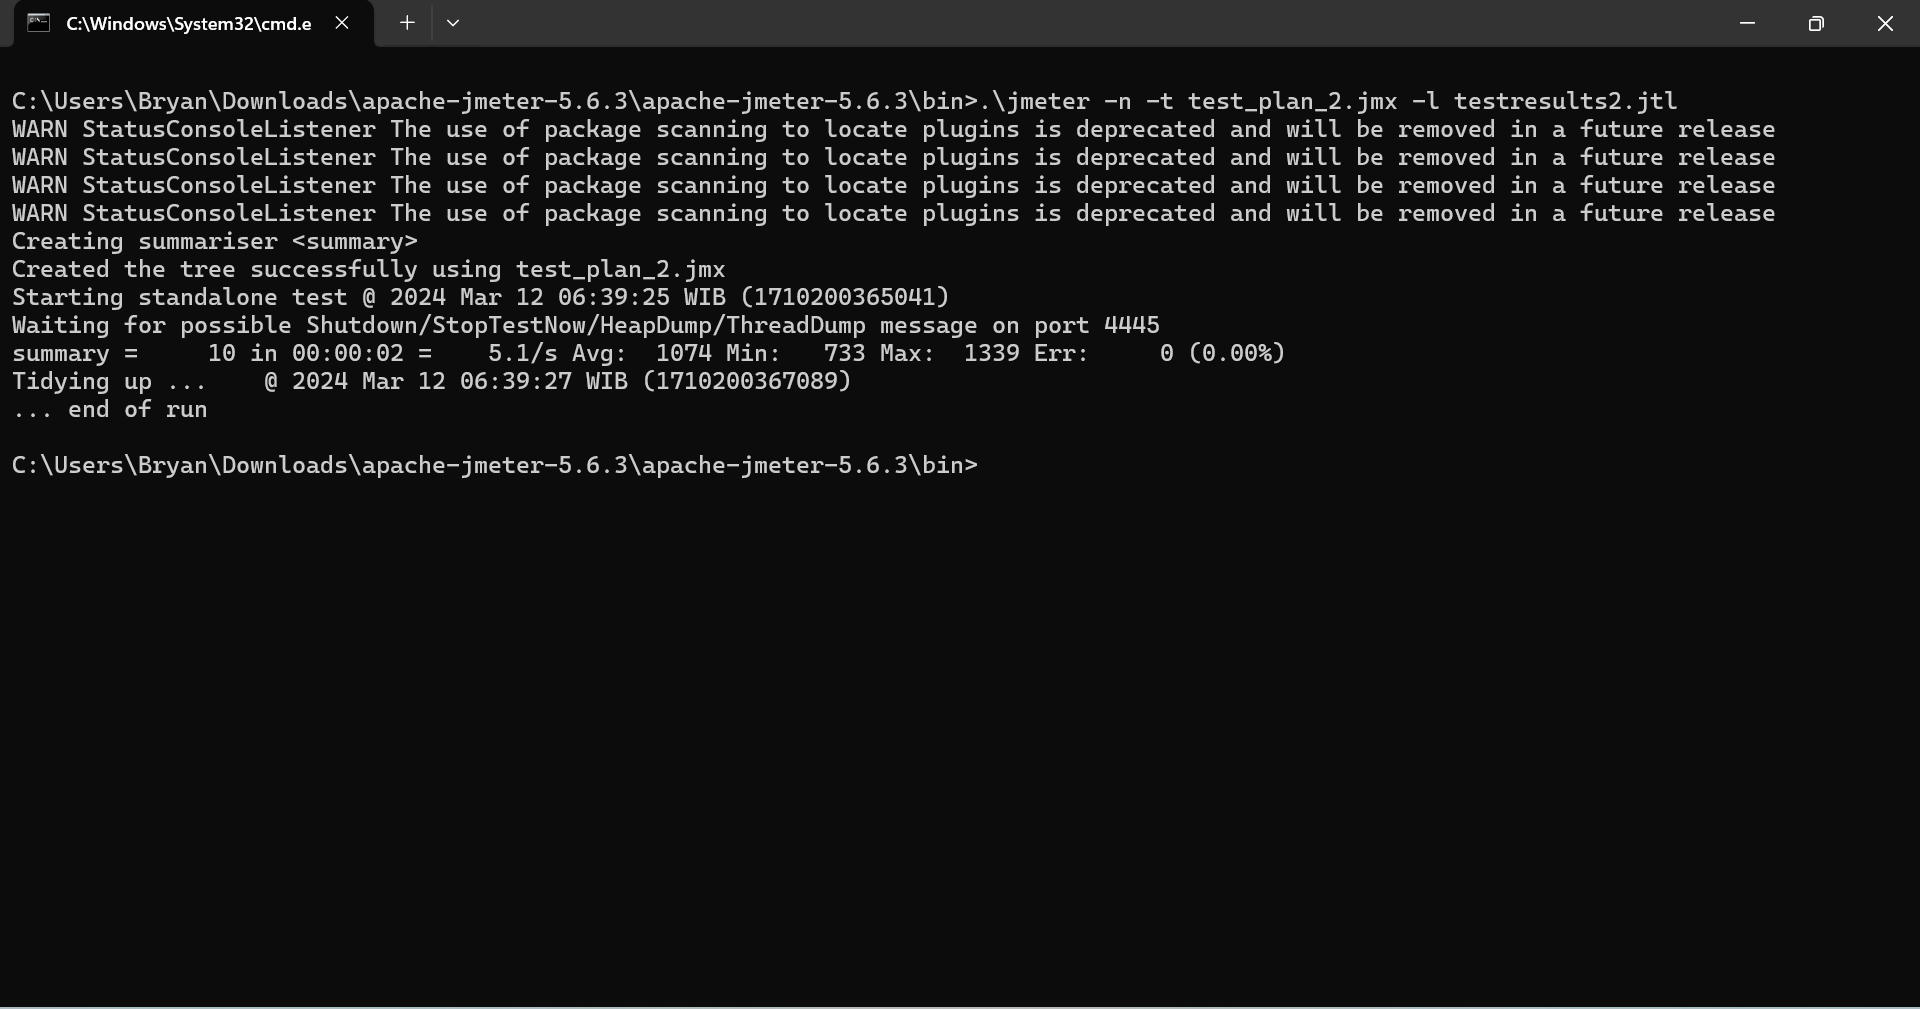 C:\Windows\System32\cmd.e
C:\Users\Bryan\Downloads\apache-jmeter-5.6.3\apache-jmeter-5.6.3\bin>.\jmeter -n -t test_plan_2.jmx -l testresults2.jtl
WARN StatusConsoleListener The use of package scanning to locate plugins is deprecated and will be removed in a future release
WARN StatusConsoleListener The use of package scanning to locate plugins is deprecated and will be removed in a future release
WARN StatusConsoleListener The use of package scanning to locate plugins is deprecated and will be removed in a future release
WARN StatusConsoleListener The use of package scanning to locate plugins is deprecated and will be removed in a future release
Creating summariser <summary>
Created the tree successfully using test_plan_2.jmx
Starting standalone test @ 2024 Mar 12 06:39:25 WIB (1710200365041)
Waiting for possible Shutdown/StopTestNow/HeapDump/ThreadDump message on port 4445
summary =     10 in 00:00:02 =    5.1/s Avg:  1074 Min:   733 Max:  1339 Err:     0 (0.00%)
Tidying up ...    @ 2024 Mar 12 06:39:27 WIB (1710200367089)
... end of run
C:\Users\Bryan\Downloads\apache-jmeter-5.6.3\apache-jmeter-5.6.3\bin>